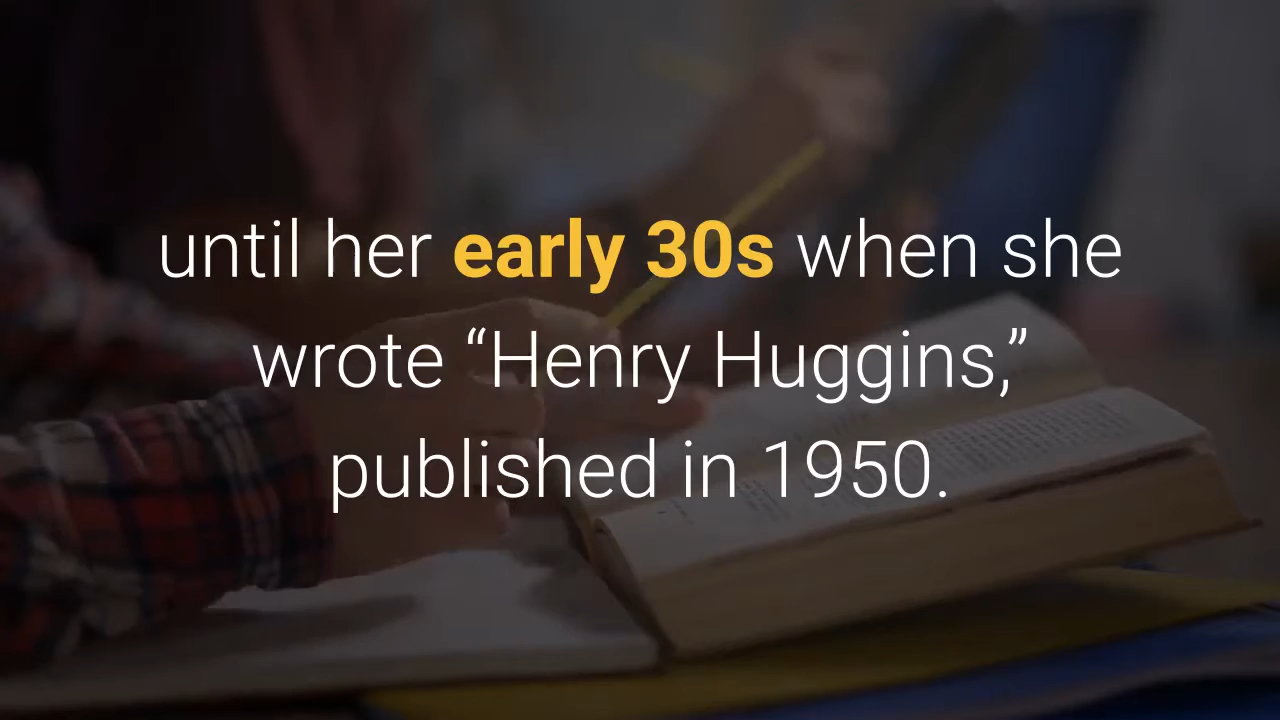 until her early 30s when she
wrote “Henry Huggins,”
published in 1950.